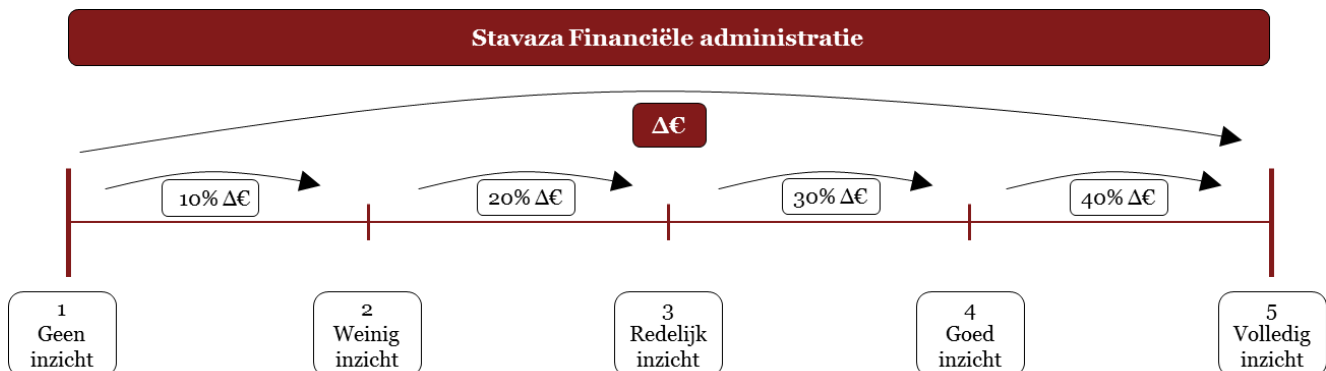 Stavaza Financiële administratie
Δ€
10% Δ€
20% Δ€
30% Δ€
40% Δ€
1
Geen
inzicht
2
Weinig
inzicht
3
Redelijk
inzicht
4
Goed
inzicht
5
Volledig
inzicht